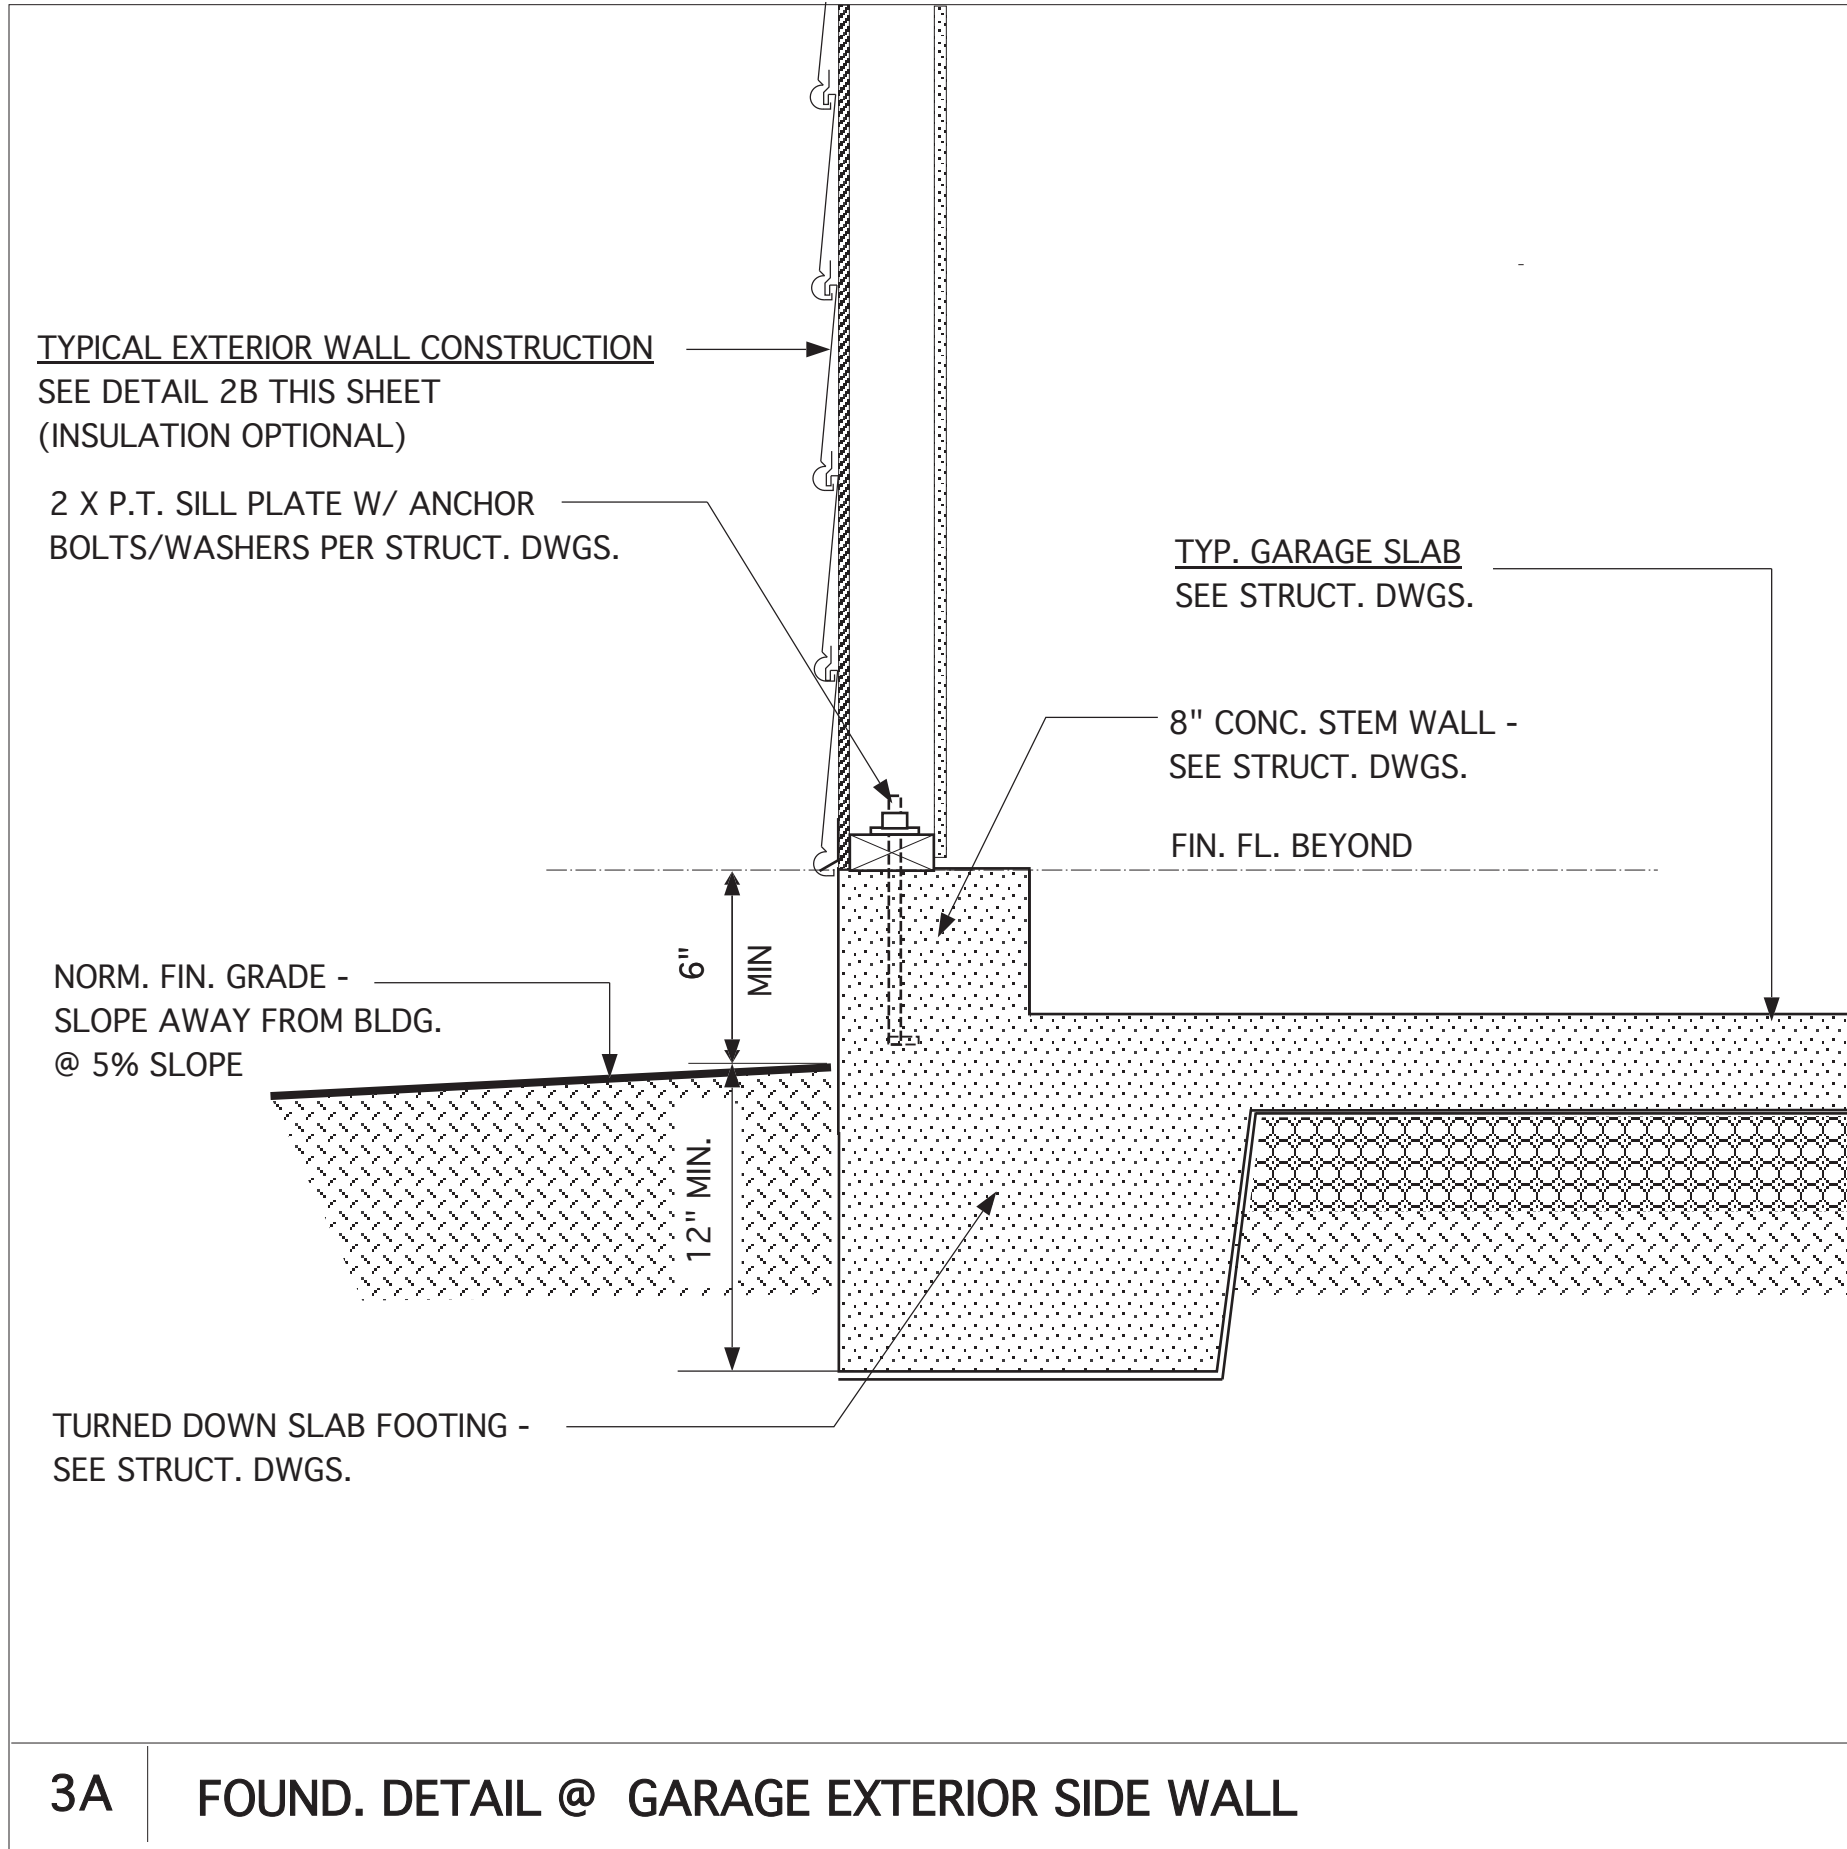 TYPICAL EXTERIOR WALL CONSTRUCTION
SEE DETAIL 2B THIS SHEET
(INSULATION OPTIONAL)
2 X P.T. SILL PLATE W/ ANCHOR
BOLTS/WASHERS PER STRUCT. DWGS.
TYP. GARAGE SLAB
SEE STRUCT. DWGS.
8" CONC. STEM WALL -
SEE STRUCT. DWGS.
FIN. FL. BEYOND
6"
MIN
NORM. FIN. GRADE -
SLOPE AWAY FROM BLDG.
@ 5% SLOPE
12" MIN.
TURNED DOWN SLAB FOOTING -
SEE STRUCT. DWGS.
3A
FOUND. DETAIL @ GARAGE EXTERIOR SIDE WALL